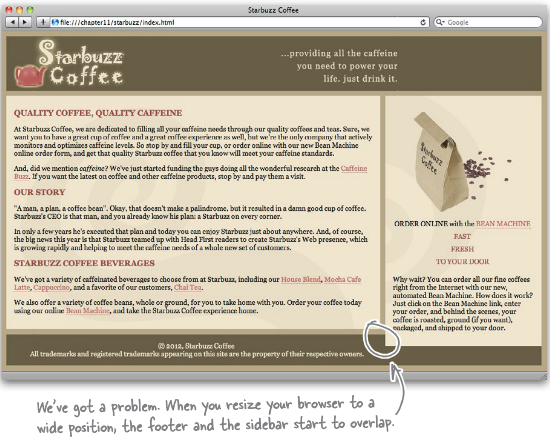 Starbuzz Coffee
file:///chapter11/starbuzz/index.html
Google
Starbuzz
Coffee
...providing all the caffeine
you need to power your
life. just drink it.
QUALITY COFFEE, QUALITY CAFFEINE
At Starbuzz Coffee, we are dedicated to filling all your caffeine needs through our quality coffees and teas. Sure, we
want you to have a great cup of coffee and a great coffee experience as well, but we're the only company that actively
monitors and optimizes caffeine levels. So stop by and fill your cup, or order online with our new Bean Machine
online order form, and get that quality Starbuzz coffee that you know will meet your caffeine standards.
And, did we mention caffeine? We've just started funding the guys doing all the wonderful research at the Caffeine
Buzz. If you want the latest on coffee and other caffeine products, stop by and pay them a visit.
OUR STORY
"A man, a plan, a coffee bean". Okay, that doesn't make a palindrome, but it resulted in a damn good cup of coffee.
Starbuzz's CEO is that man, and you already know his plan: a Starbuzz on every corner.
In only a few years he's executed that plan and today you can enjoy Starbuzz just about anywhere. And, of course,
the big news this year is that Starbuzz teamed up with Head First readers to create Starbuzz's Web presence, which
is growing rapidly and helping to meet the caffeine needs of a whole new set of customers.
STARBUZZ COFFEE BEVERAGES
We've got a variety of caffeinated beverages to choose from at Starbuzz, including our House Blend, Mocha Cafe
Latte, Cappuccino, and a favorite of our customers, Chai Tea.
We also offer a variety of coffee beans, whole or ground, for you to take home with you. Order your coffee today
using our online Bean Machine, and take the Starbuzz Coffee experience home.
Starbuzz
Coffee
ORDER ONLINE with the BEAN MACHINE
FAST
FRESH
TO YOUR DOOR
Why wait? You can order all our fine coffees
right from the Internet with our new,
automated Bean Machine. How does it work?
Just click on the Bean Machine link, enter
your order, and behind the scenes, your
coffee is roasted, ground (if you want),
packaged, and shipped to your door.
© 2012, Starbuzz Coffee
All trademarks and registered trademarks appearing on this site are the property of their respective owners.
We've got a problem. When you resize your browser to a
wide position, the footer and the sidebar start to overlap.